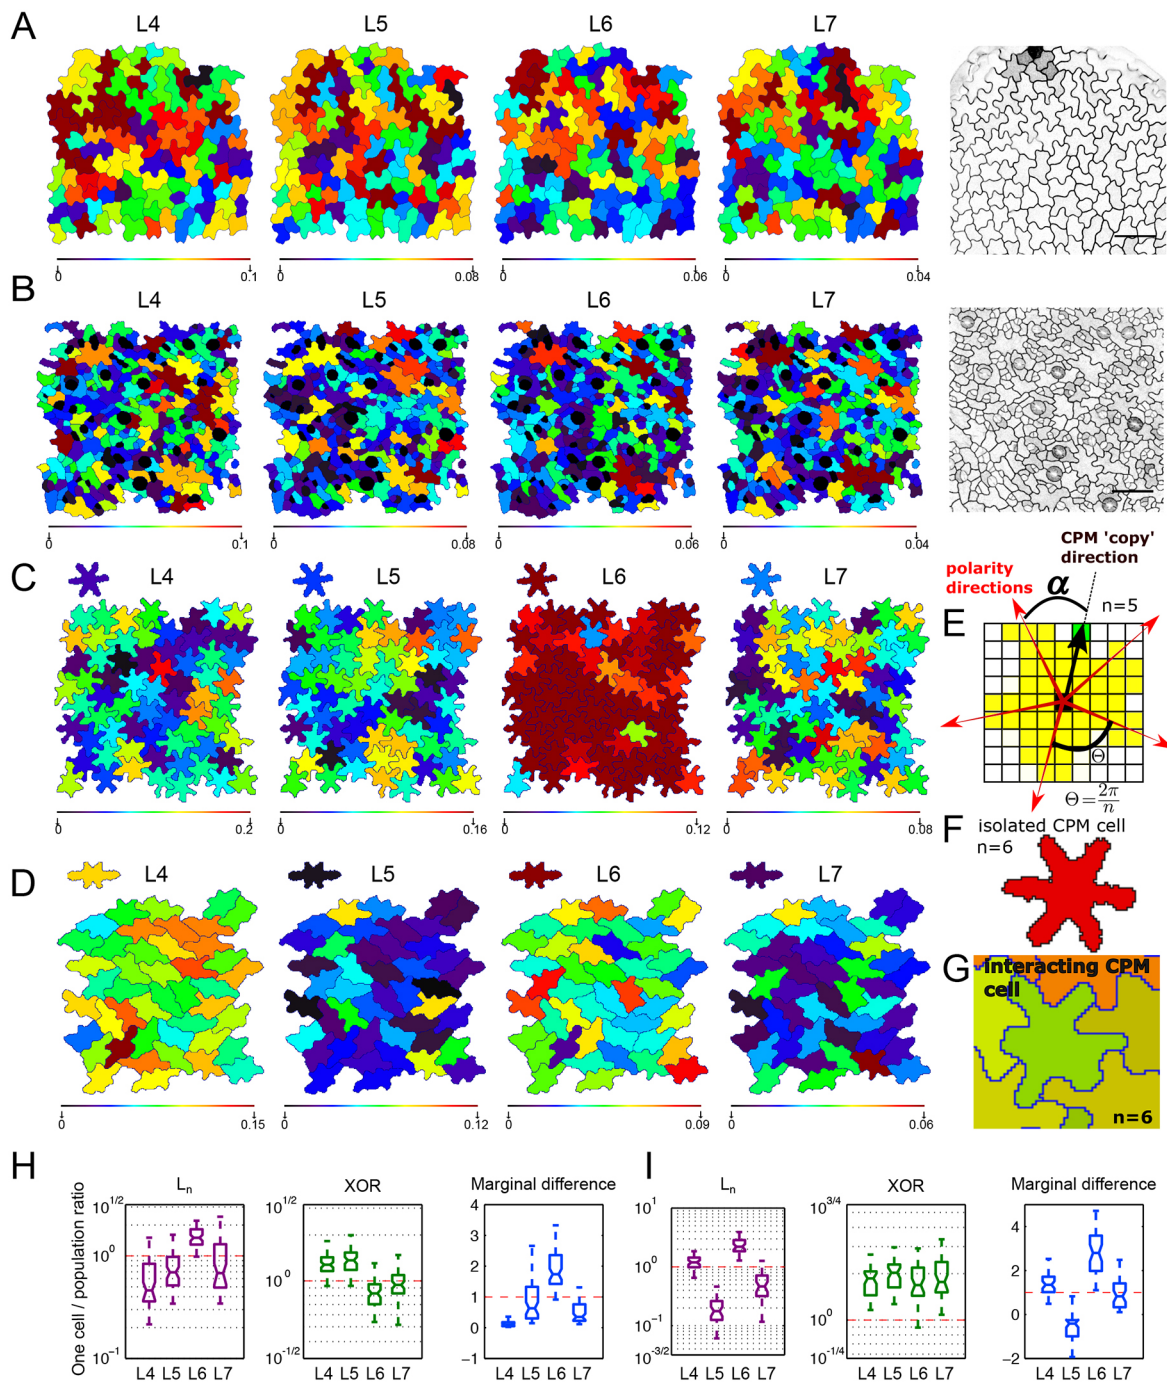 A
L4 L5 L6 L7
0 0.1 0 0.08 0 0.06 0 0.04
B
L4 L5 L6 L7
0 0.1 0 0.08 0 0.06 0 0.04
C
L4 L5 L6 L7
0 0.2 0 0.16 0 0.12 0 0.08
D
L4 L5 L6 L7
0 0.15 0 0.12 0 0.09 0 0.06
CPM 'copy'
direction
polarity
directions
α
n=5
E
Θ
Θ=2π/n
F
isolated CPM cell
n=6
G
interacting CPM
cell
n=6
H
One cell / population ratio
Lₙ
10^1/2
10^0
10^-1
L4 L5 L6 L7
XOR
10^1/2
10^0
10^-1/2
L4 L5 L6 L7
Marginal difference
4
3
2
1
0
−1
L4 L5 L6 L7
I
Lₙ
10^1
10^0
10^-1
10^-3/2
L4 L5 L6 L7
XOR
10^3/4
10^0
10^-1/4
L4 L5 L6 L7
Marginal difference
4
2
0
−2
L4 L5 L6 L7